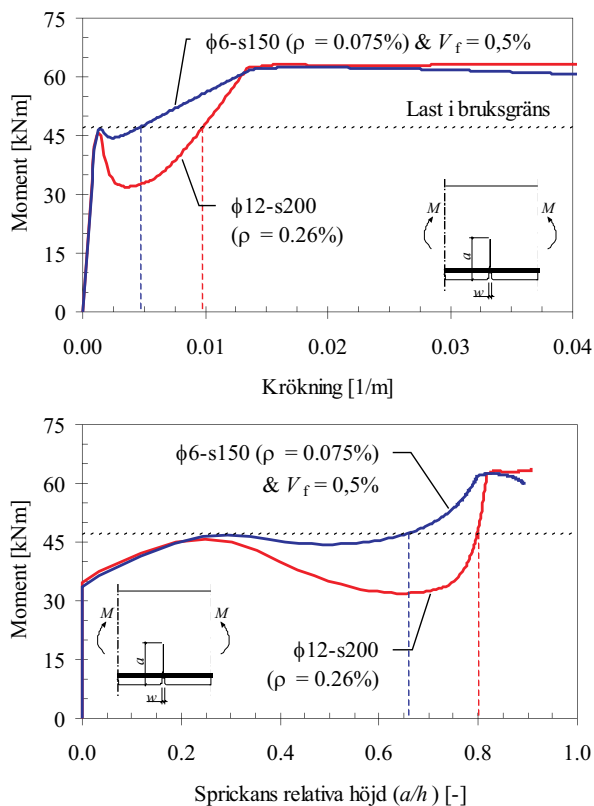 75
60
45
30
15
0
Moment [kNm]
ϕ6-s150 (ρ = 0.075%) & Vf = 0,5%
Last i bruksgräns
ϕ12-s200
(ρ = 0.26%)
M
M
a
w
0.00
0.01
0.02
0.03
0.04
Krökning [1/m]
75
60
45
30
15
0
Moment [kNm]
ϕ6-s150 (ρ = 0.075%)
& Vf = 0,5%
ϕ12-s200
(ρ = 0.26%)
M
M
a
w
0.0
0.2
0.4
0.6
0.8
1.0
Sprickans relativa höjd (a/h) [-]